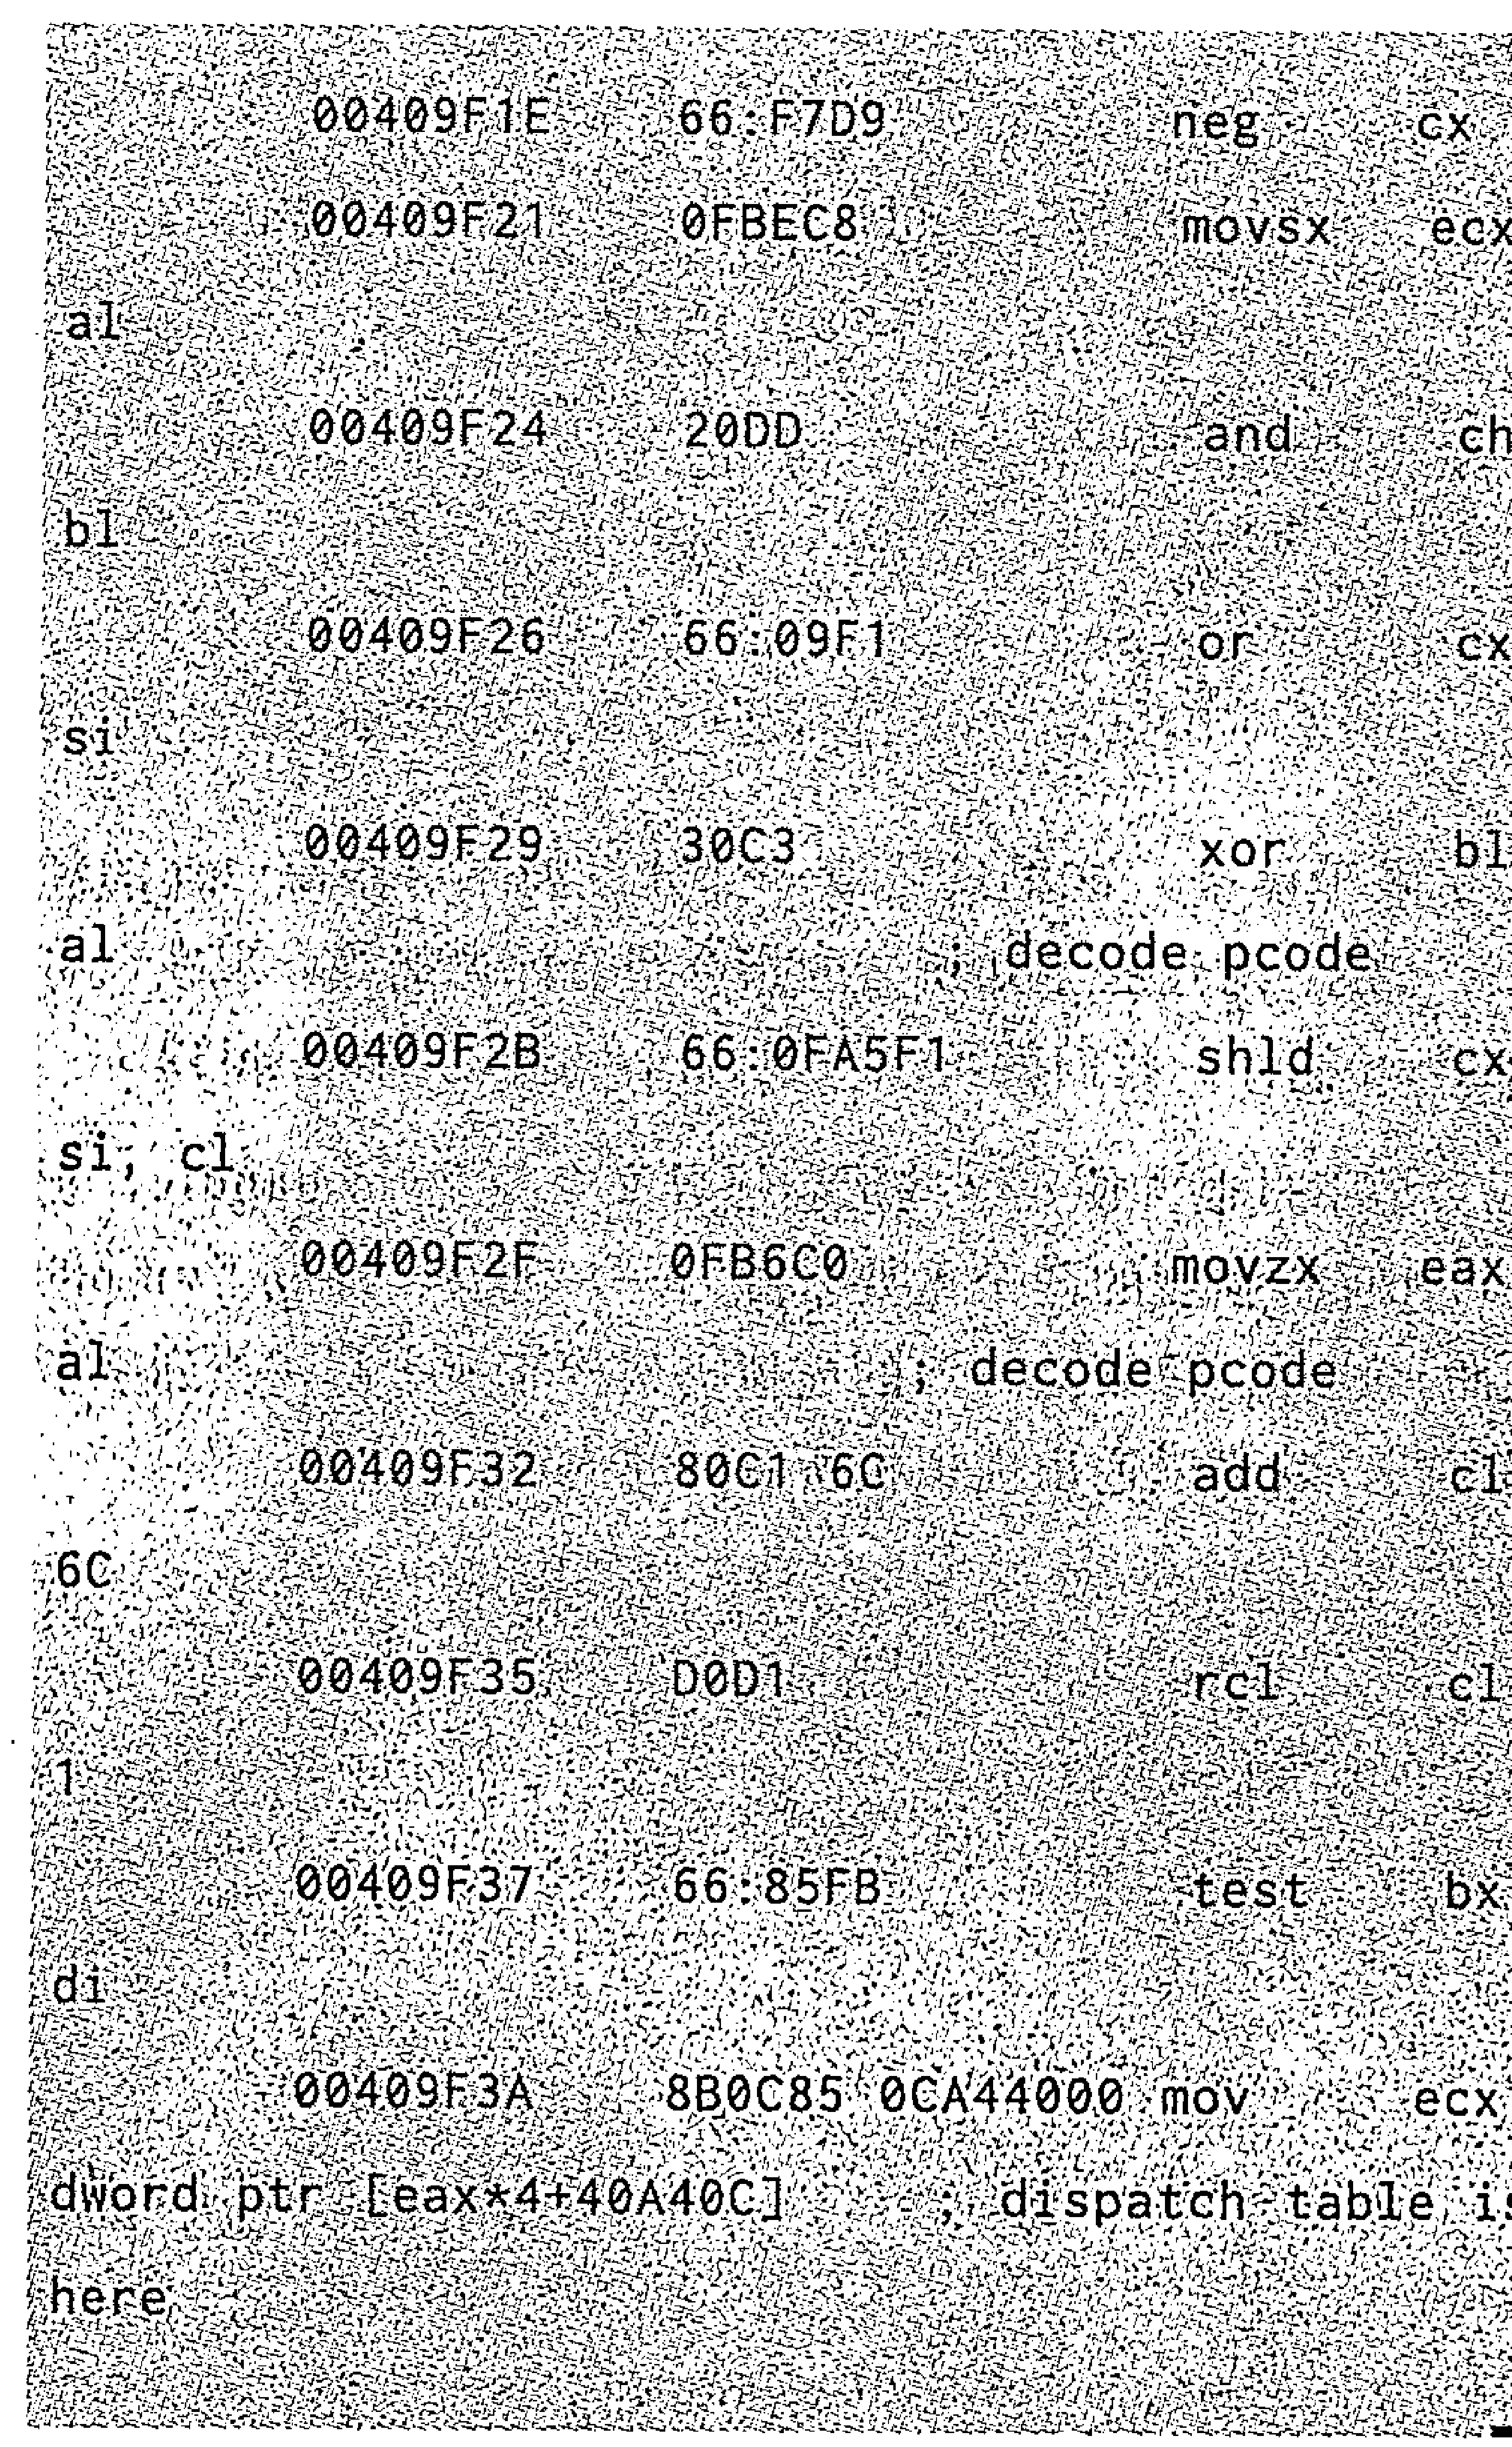 00409F1E 66:F7D9 neg cx
00409F21 0FBEC8 movsx ecx
al
00409F24 20DD and ch
bl
00409F26 66:09F1 or cx
si
00409F29 30C3 xor bl
al ; decode pcode
00409F2B 66:0FA5F1 shld cx
si, cl
00409F2F 0FB6C0 movzx eax
al ; decode pcode
00409F32 80C1 6C add cl
6C
00409F35 D0D1 rcl cl
1
00409F37 66:85FB test bx
di
00409F3A 8B0C85 0CA44000 mov ecx
dword ptr [eax*4+40A40C] ; dispatch table is
here